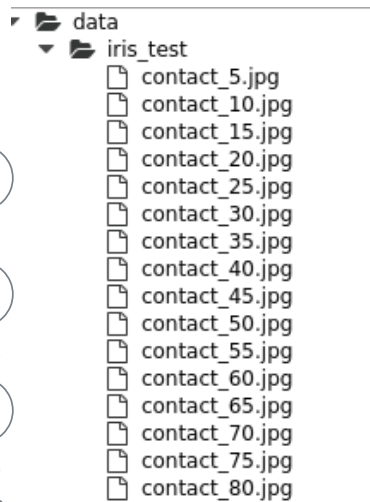 data
iris_test
contact_5.jpg
contact_10.jpg
contact_15.jpg
contact_20.jpg
contact_25.jpg
contact_30.jpg
contact_35.jpg
contact_40.jpg
contact_45.jpg
contact_50.jpg
contact_55.jpg
contact_60.jpg
contact_65.jpg
contact_70.jpg
contact_75.jpg
contact_80.jpg